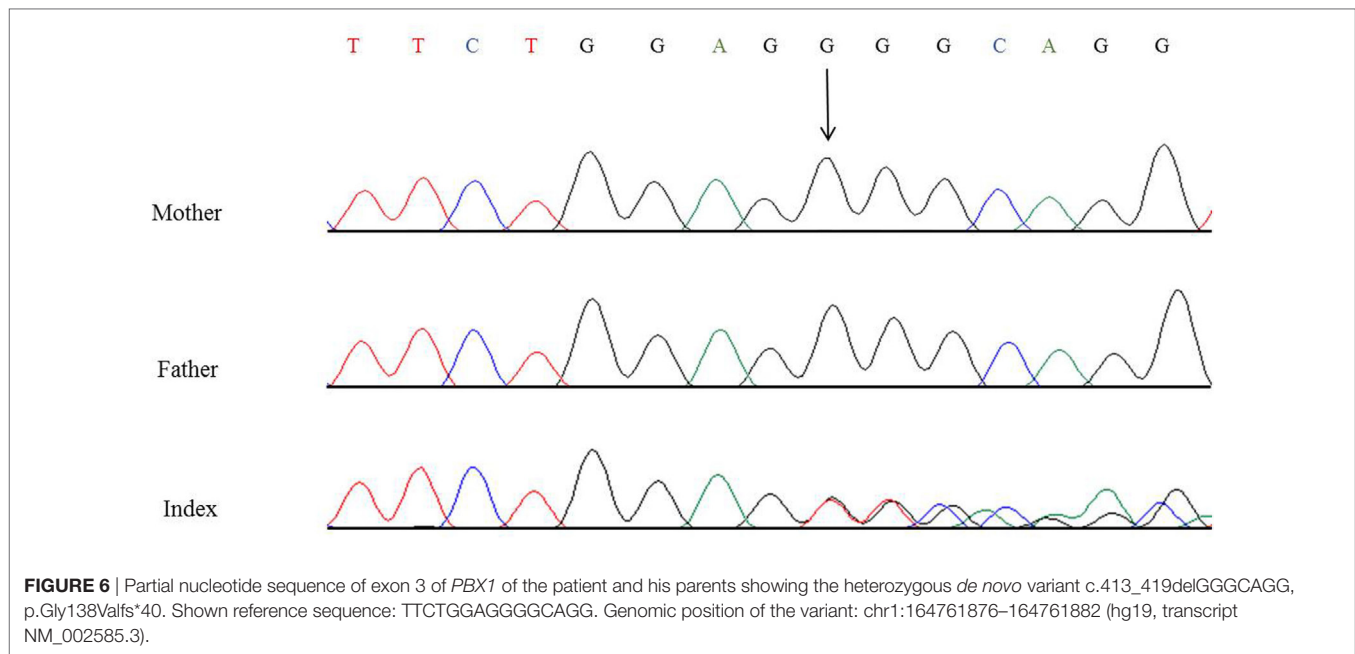 T T C T G G A G G G G C A G G
Mother
Father
Index
FIGURE 6 | Partial nucleotide sequence of exon 3 of PBX1 of the patient and his parents showing the heterozygous de novo variant c.413_419delGGGCAGG,
p.Gly138Valfs*40. Shown reference sequence: TTCTGGAGGGGCAGG. Genomic position of the variant: chr1:164761876–164761882 (hg19, transcript
NM_002585.3).